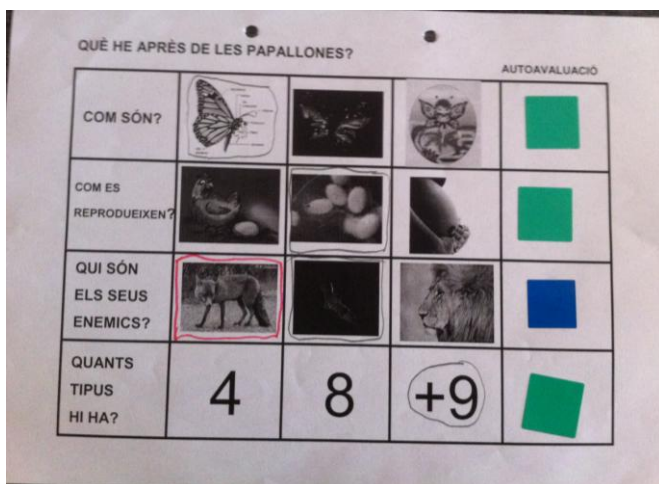 QUÈ HE APRÈS DE LES PAPALLONES?
AUTOAVALUACIÓ
COM SÓN?
COM ES
REPRODUEIXEN?
QUI SÓN
ELS SEUS
ENEMICS?
QUANTS
TIPUS
HI HA?
4
8
+9